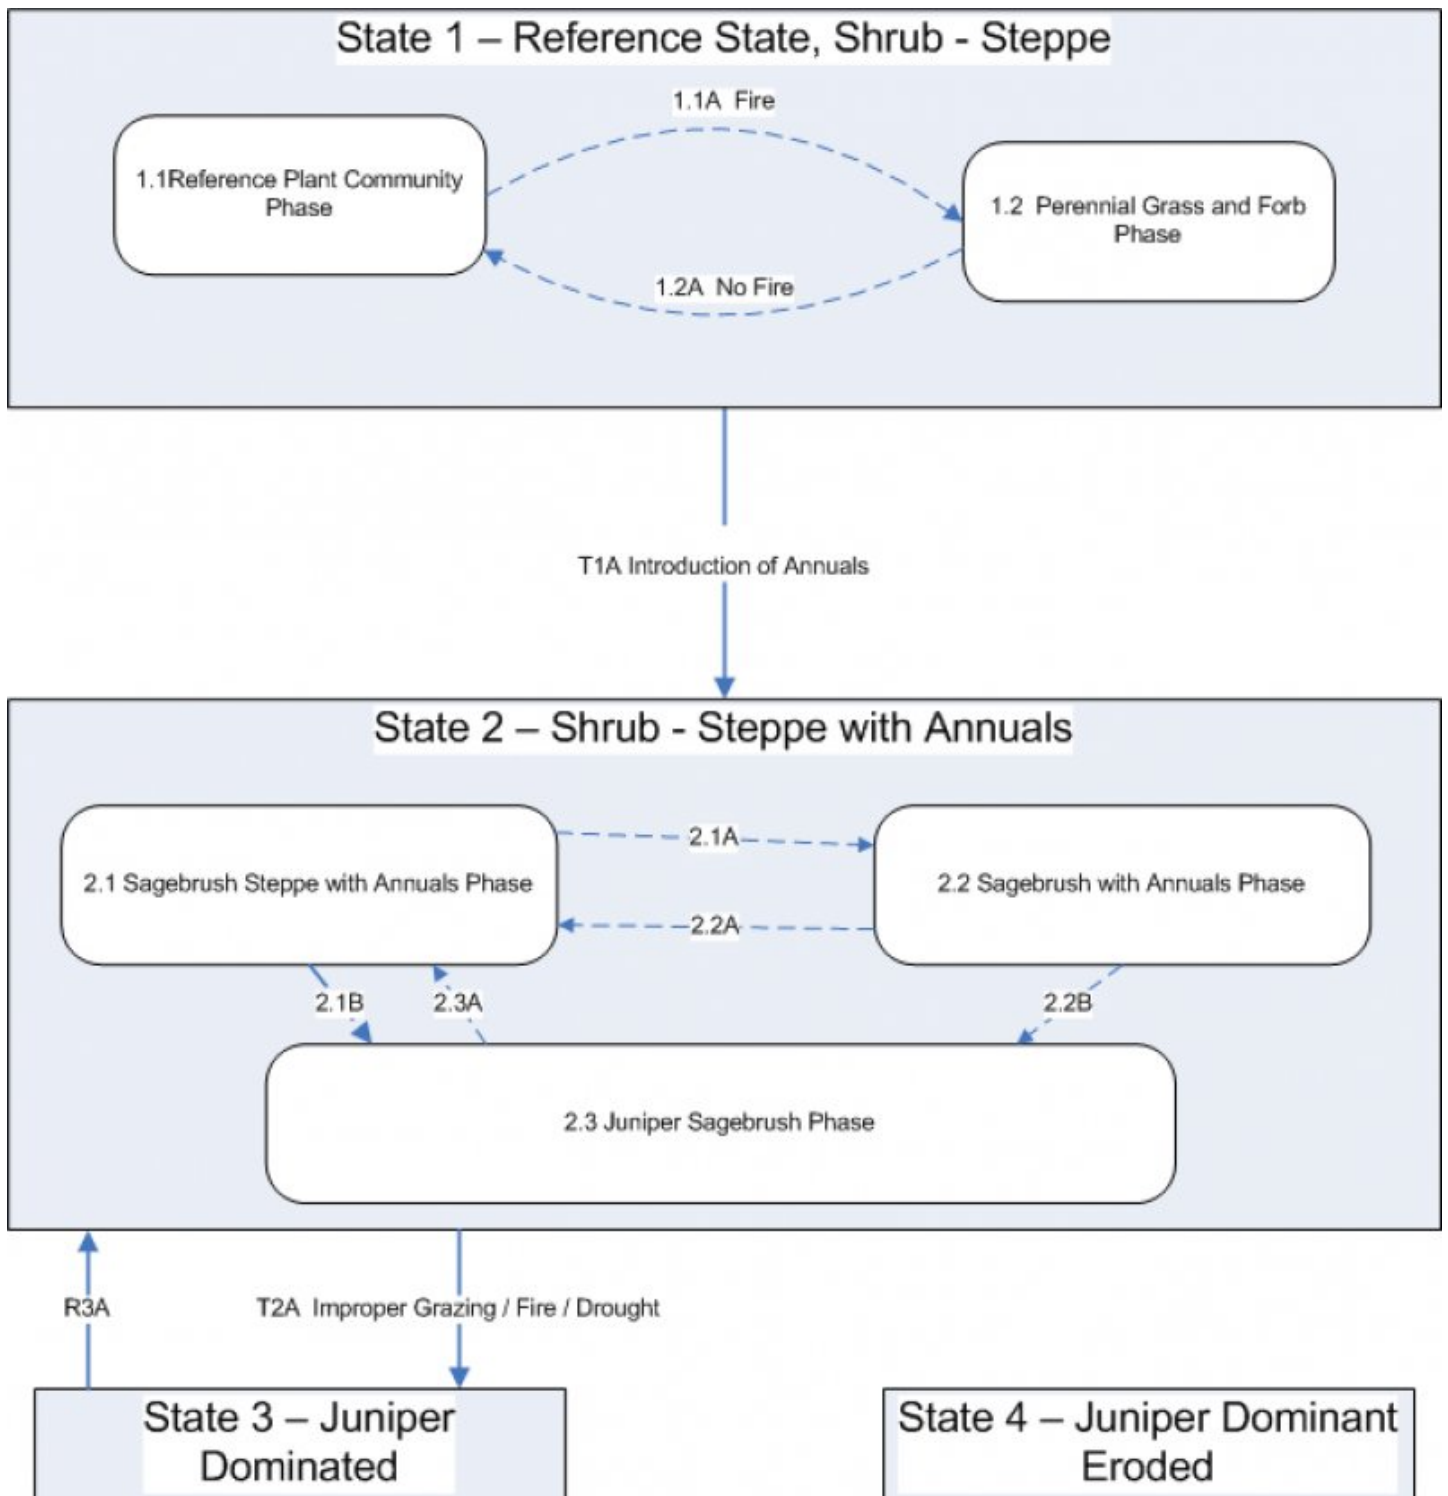 State 1 – Reference State, Shrub - Steppe
1.1A Fire
1.1Reference Plant Community
Phase
1.2 Perennial Grass and Forb
Phase
1.2A No Fire
T1A Introduction of Annuals
State 2 – Shrub - Steppe with Annuals
2.1A
2.1 Sagebrush Steppe with Annuals Phase
2.2 Sagebrush with Annuals Phase
2.2A
2.1B
2.3A
2.2B
2.3 Juniper Sagebrush Phase
R3A
T2A Improper Grazing / Fire / Drought
State 3 – Juniper
Dominated
State 4 – Juniper Dominant
Eroded